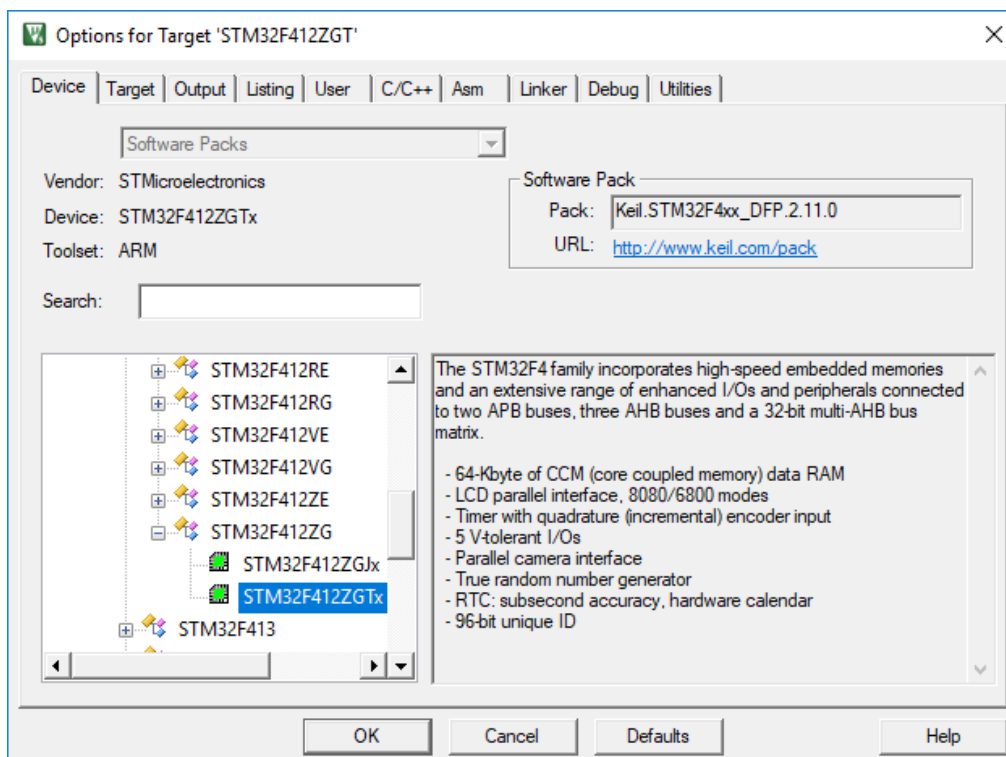 Options for Target 'STM32F412ZGT'
Device Target Output Listing User C/C++ Asm Linker Debug Utilities
Software Packs
Vendor: STMicroelectronics
Device: STM32F412ZGTx
Toolset: ARM
Software Pack
Pack: Keil.STM32F4xx_DFP.2.11.0
URL: http://www.keil.com/pack
Search:
STM32F412RE
STM32F412RG
STM32F412VE
STM32F412VG
STM32F412ZE
STM32F412ZG
STM32F412ZGJx
STM32F412ZGTx
STM32F413
The STM32F4 family incorporates high-speed embedded memories
and an extensive range of enhanced I/Os and peripherals connected
to two APB buses, three AHB buses and a 32-bit multi-AHB bus
matrix.
- 64-Kbyte of CCM (core coupled memory) data RAM
- LCD parallel interface, 8080/6800 modes
- Timer with quadrature (incremental) encoder input
- 5 V-tolerant I/Os
- Parallel camera interface
- True random number generator
- RTC: subsecond accuracy, hardware calendar
- 96-bit unique ID
OK Cancel Defaults Help